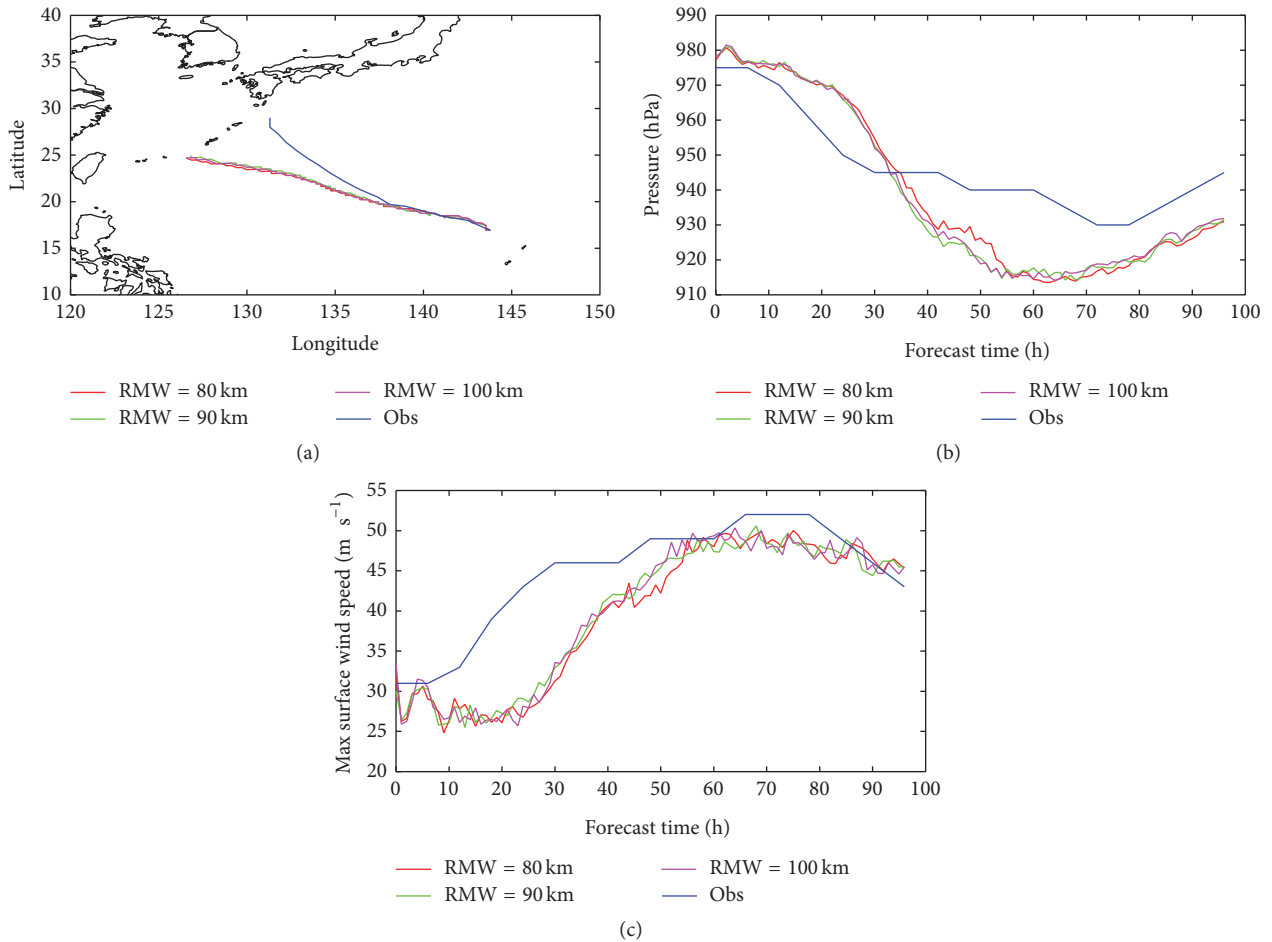 40
35
30
25
20
15
10
Latitude
120 125 130 135 140 145 150
Longitude
RMW = 80 km
RMW = 90 km
RMW = 100 km
Obs
(a)
990
980
970
960
950
940
930
920
910
Pressure (hPa)
0 10 20 30 40 50 60 70 80 90 100
Forecast time (h)
RMW = 80 km
RMW = 90 km
RMW = 100 km
Obs
(b)
55
50
45
40
35
30
25
20
Max surface wind speed (m s⁻¹)
0 10 20 30 40 50 60 70 80 90 100
Forecast time (h)
RMW = 80 km
RMW = 90 km
RMW = 100 km
Obs
(c)